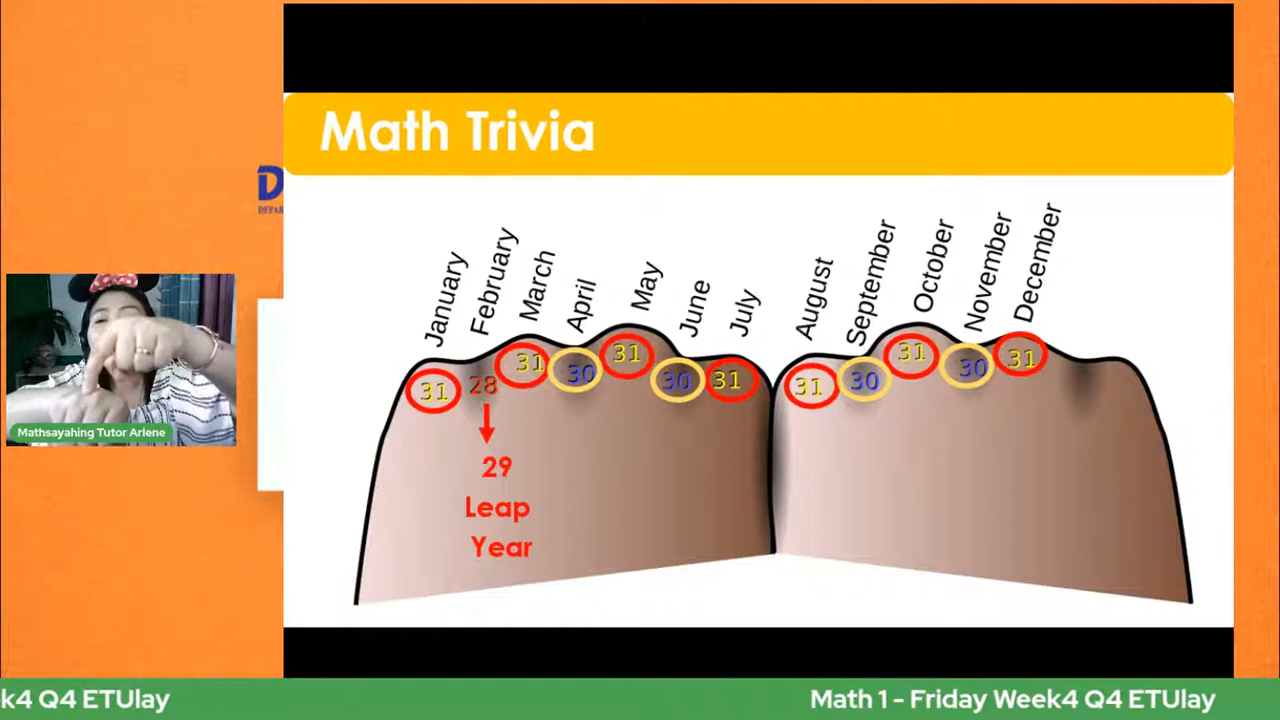 Math Trivia
January
February
March
April
May
June
July
August
September
October
November
December
31
28
31
30
31
30
31
31
30
31
30
31
29
Leap
Year
Mathsayahing Tutor Arlene
k4 Q4 ETUlay
Math 1 - Friday Week4 Q4 ETUlay